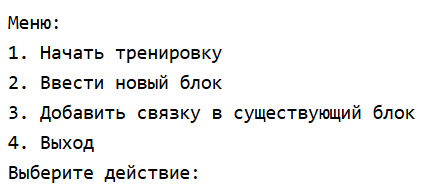 Меню:
1. Начать тренировку
2. Ввести новый блок
3. Добавить связку в существующий блок
4. Выход
Выберите действие: